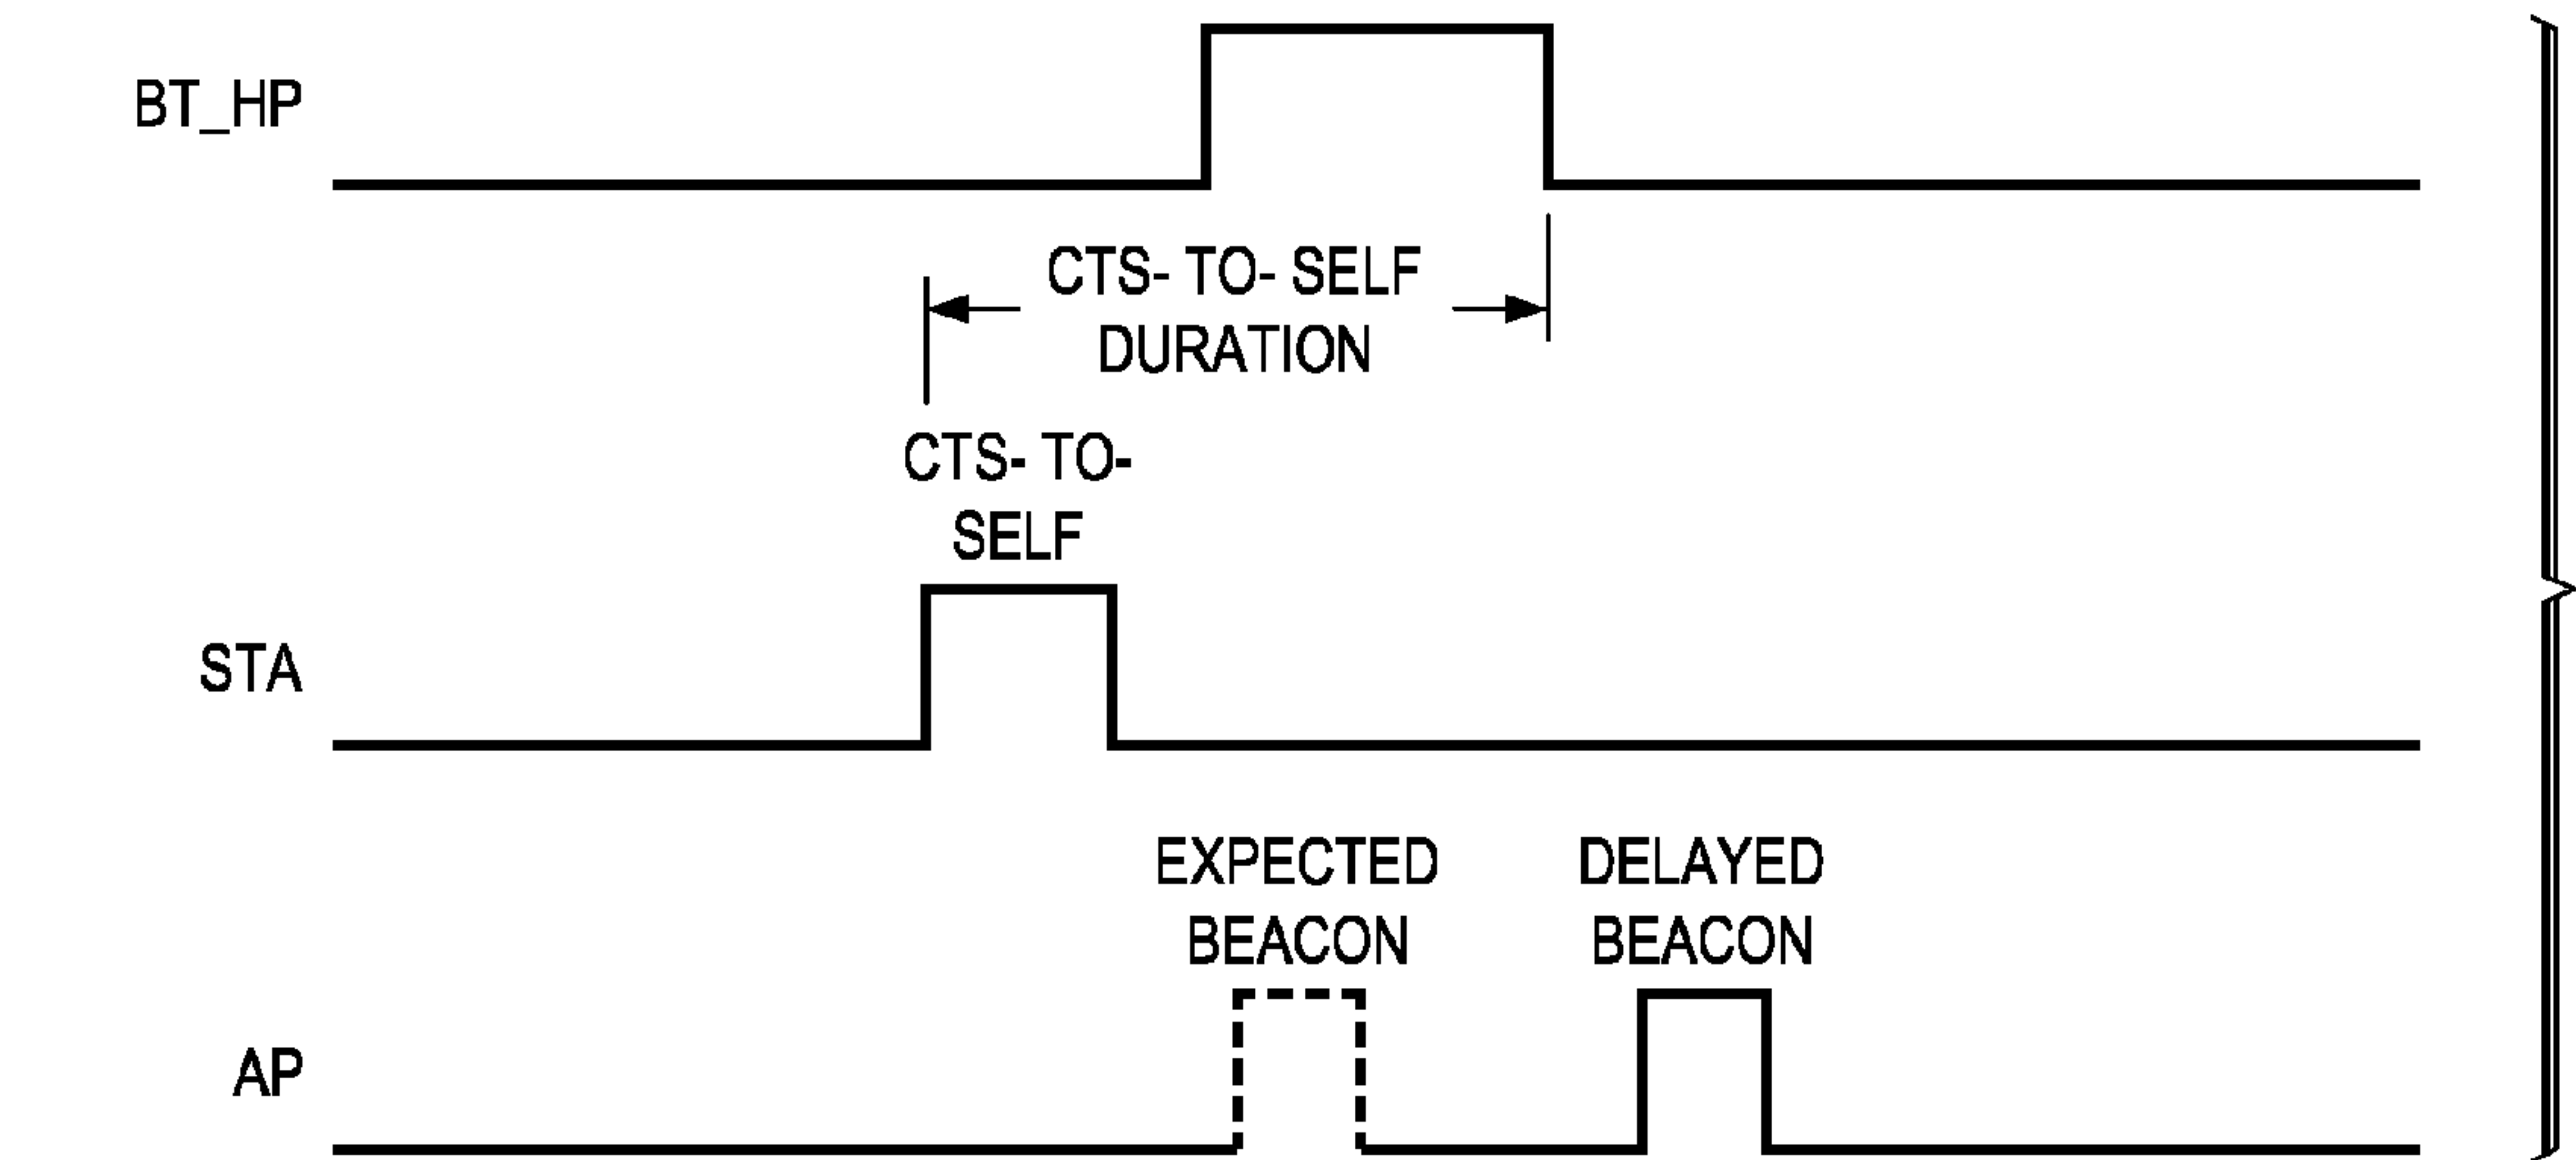 BT_HP
CTS- TO- SELF
DURATION
CTS- TO-
SELF
STA
EXPECTED
BEACON
DELAYED
BEACON
AP